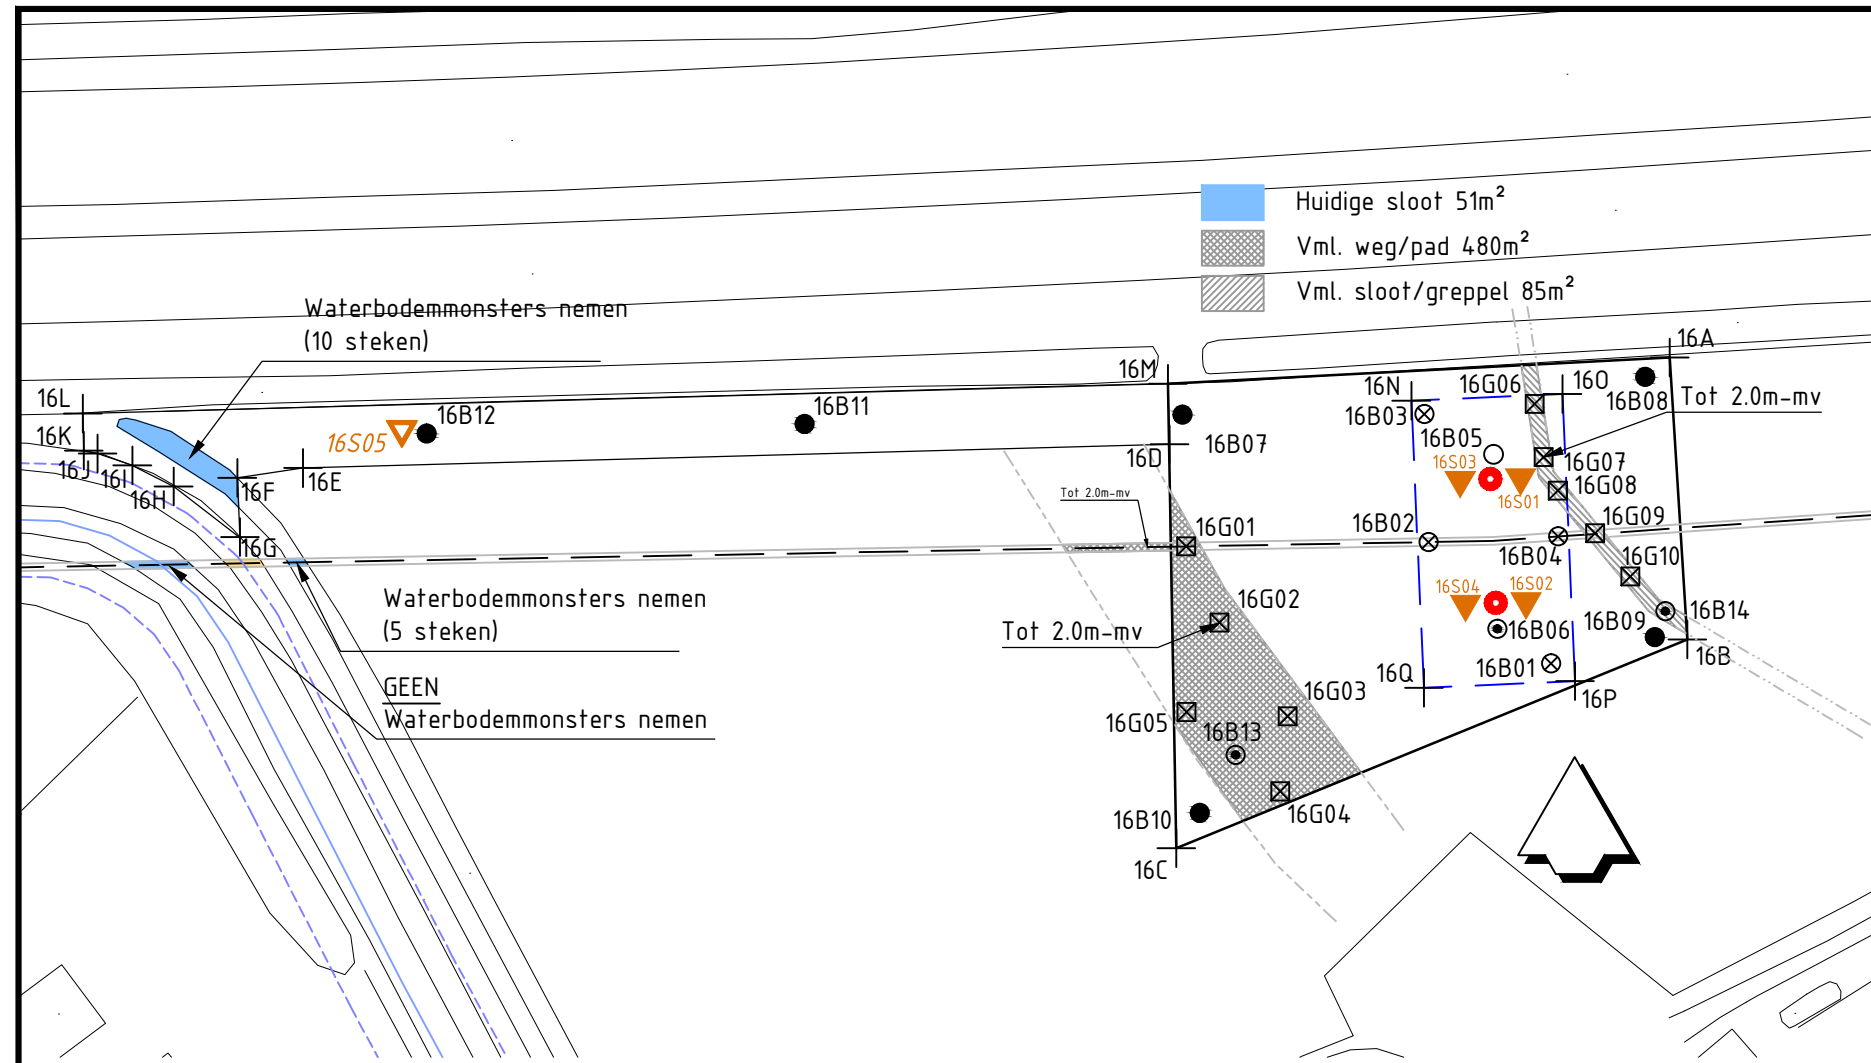 Huidige sloot 51m²
Vml. weg/pad 480m²
Vml. sloot/greppel 85m²
Waterbodemmonsters nemen
(10 steken)
16A
16M
16N
16G06
16O
16L
16B12
16B11
16B03
16B08
Tot 2.0m-mv
16S05
16K
16B07
16B05
16D
16J
16I
16H
16F
16E
16S03
16G07
16S01
16G08
Tot 2.0m-mv
16G01
16B02
16G09
16G
16B04
16G10
Waterbodemmonsters nemen
(5 steken)
16G02
16S04
16S02
16B09
16B14
Tot 2.0m-mv
16B06
16B
GEEN
Waterbodemmonsters nemen
16Q
16B01
16P
16G03
16G05
16B13
16B10
16G04
16C